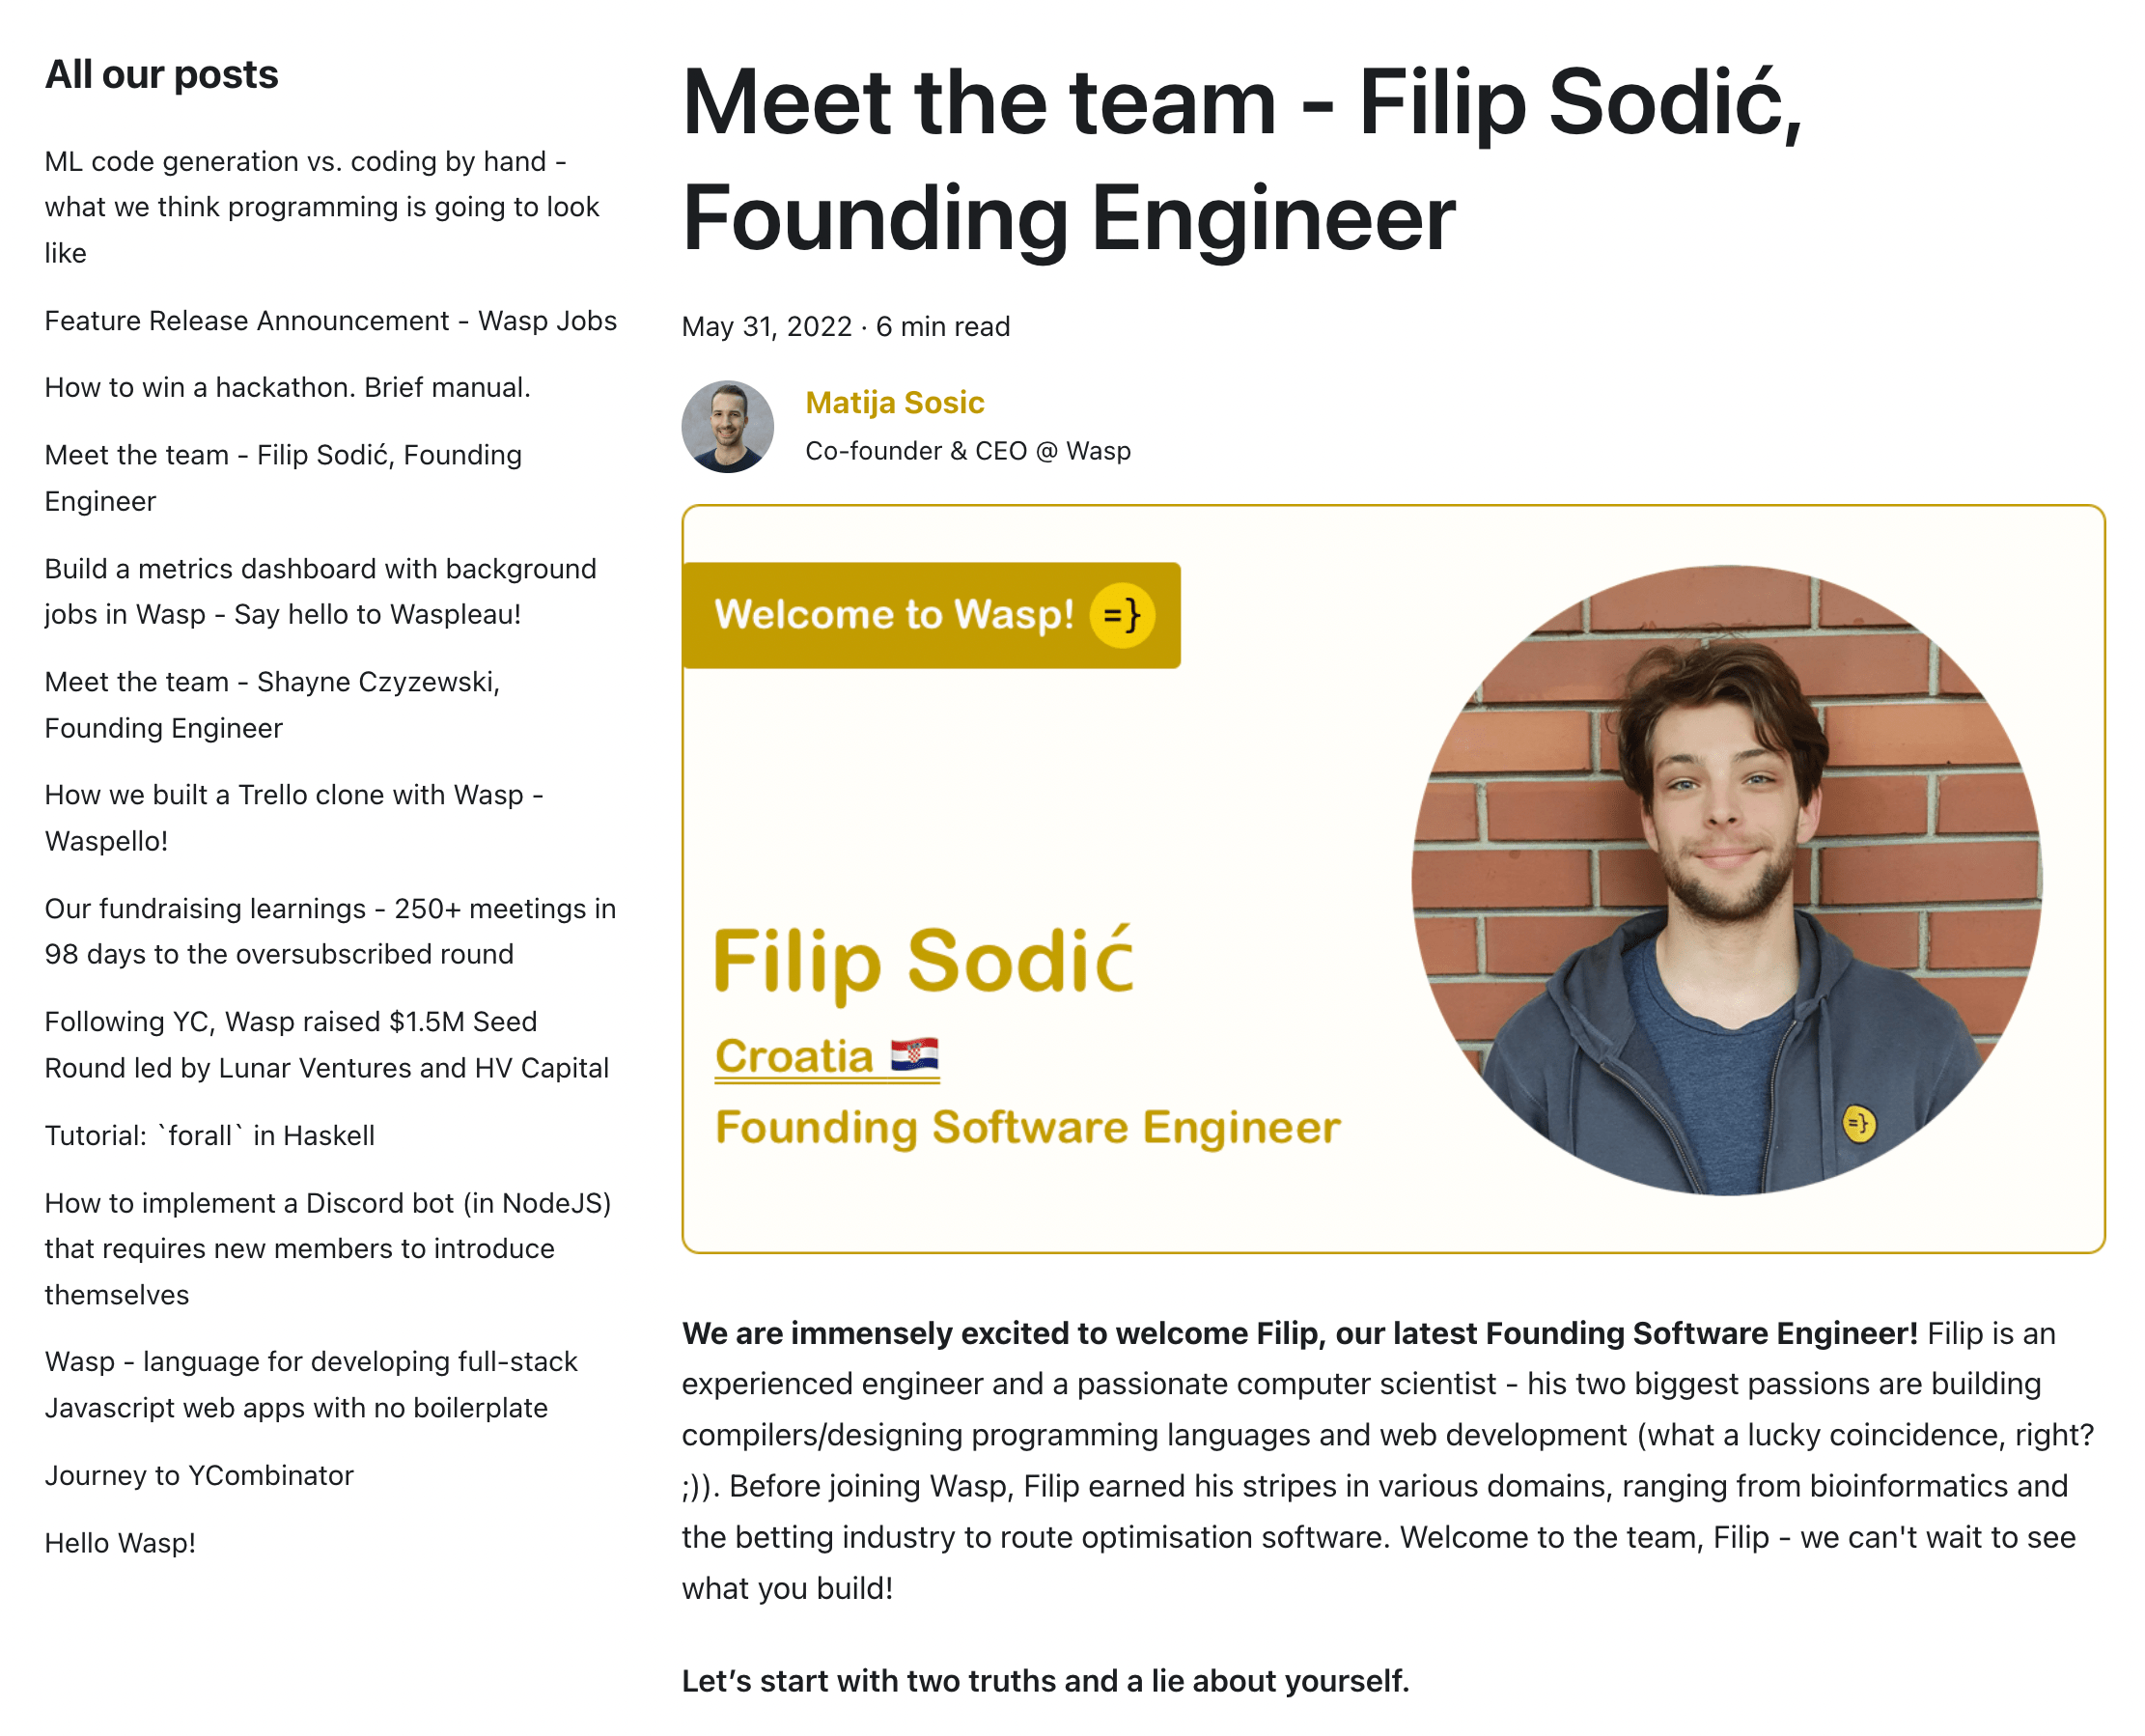 All our posts
ML code generation vs. coding by hand -
what we think programming is going to look
like
Feature Release Announcement - Wasp Jobs
How to win a hackathon. Brief manual.
Meet the team - Filip Sodić, Founding
Engineer
Build a metrics dashboard with background
jobs in Wasp - Say hello to Waspleau!
Meet the team - Shayne Czyzewski,
Founding Engineer
How we built a Trello clone with Wasp -
Waspello!
Our fundraising learnings - 250+ meetings in
98 days to the oversubscribed round
Following YC, Wasp raised $1.5M Seed
Round led by Lunar Ventures and HV Capital
Tutorial: `forall` in Haskell
How to implement a Discord bot (in NodeJS)
that requires new members to introduce
themselves
Wasp - language for developing full-stack
Javascript web apps with no boilerplate
Journey to YCombinator
Hello Wasp!
Meet the team - Filip Sodić,
Founding Engineer
May 31, 2022 · 6 min read
Matija Sosic
Co-founder & CEO @ Wasp
Welcome to Wasp! =}
Filip Sodić
Croatia 🇭🇷
Founding Software Engineer
=}
We are immensely excited to welcome Filip, our latest Founding Software Engineer! Filip is an
experienced engineer and a passionate computer scientist - his two biggest passions are building
compilers/designing programming languages and web development (what a lucky coincidence, right?
;)). Before joining Wasp, Filip earned his stripes in various domains, ranging from bioinformatics and
the betting industry to route optimisation software. Welcome to the team, Filip - we can't wait to see
what you build!
Let’s start with two truths and a lie about yourself.